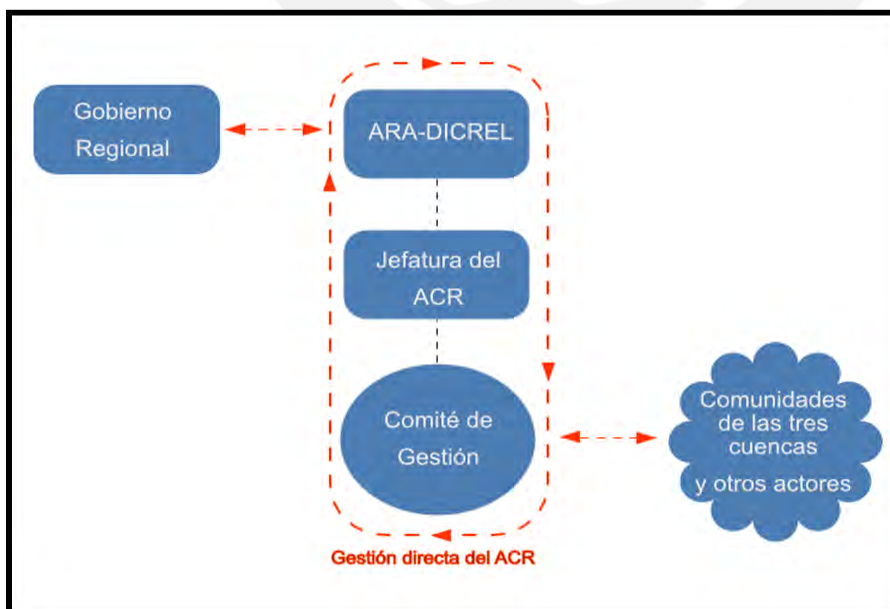 Gobierno
Regional
ARA-DICREL
Jefatura del
ACR
Comité de
Gestión
Comunidades
de las tres
cuencas
y otros actores
Gestión directa del ACR